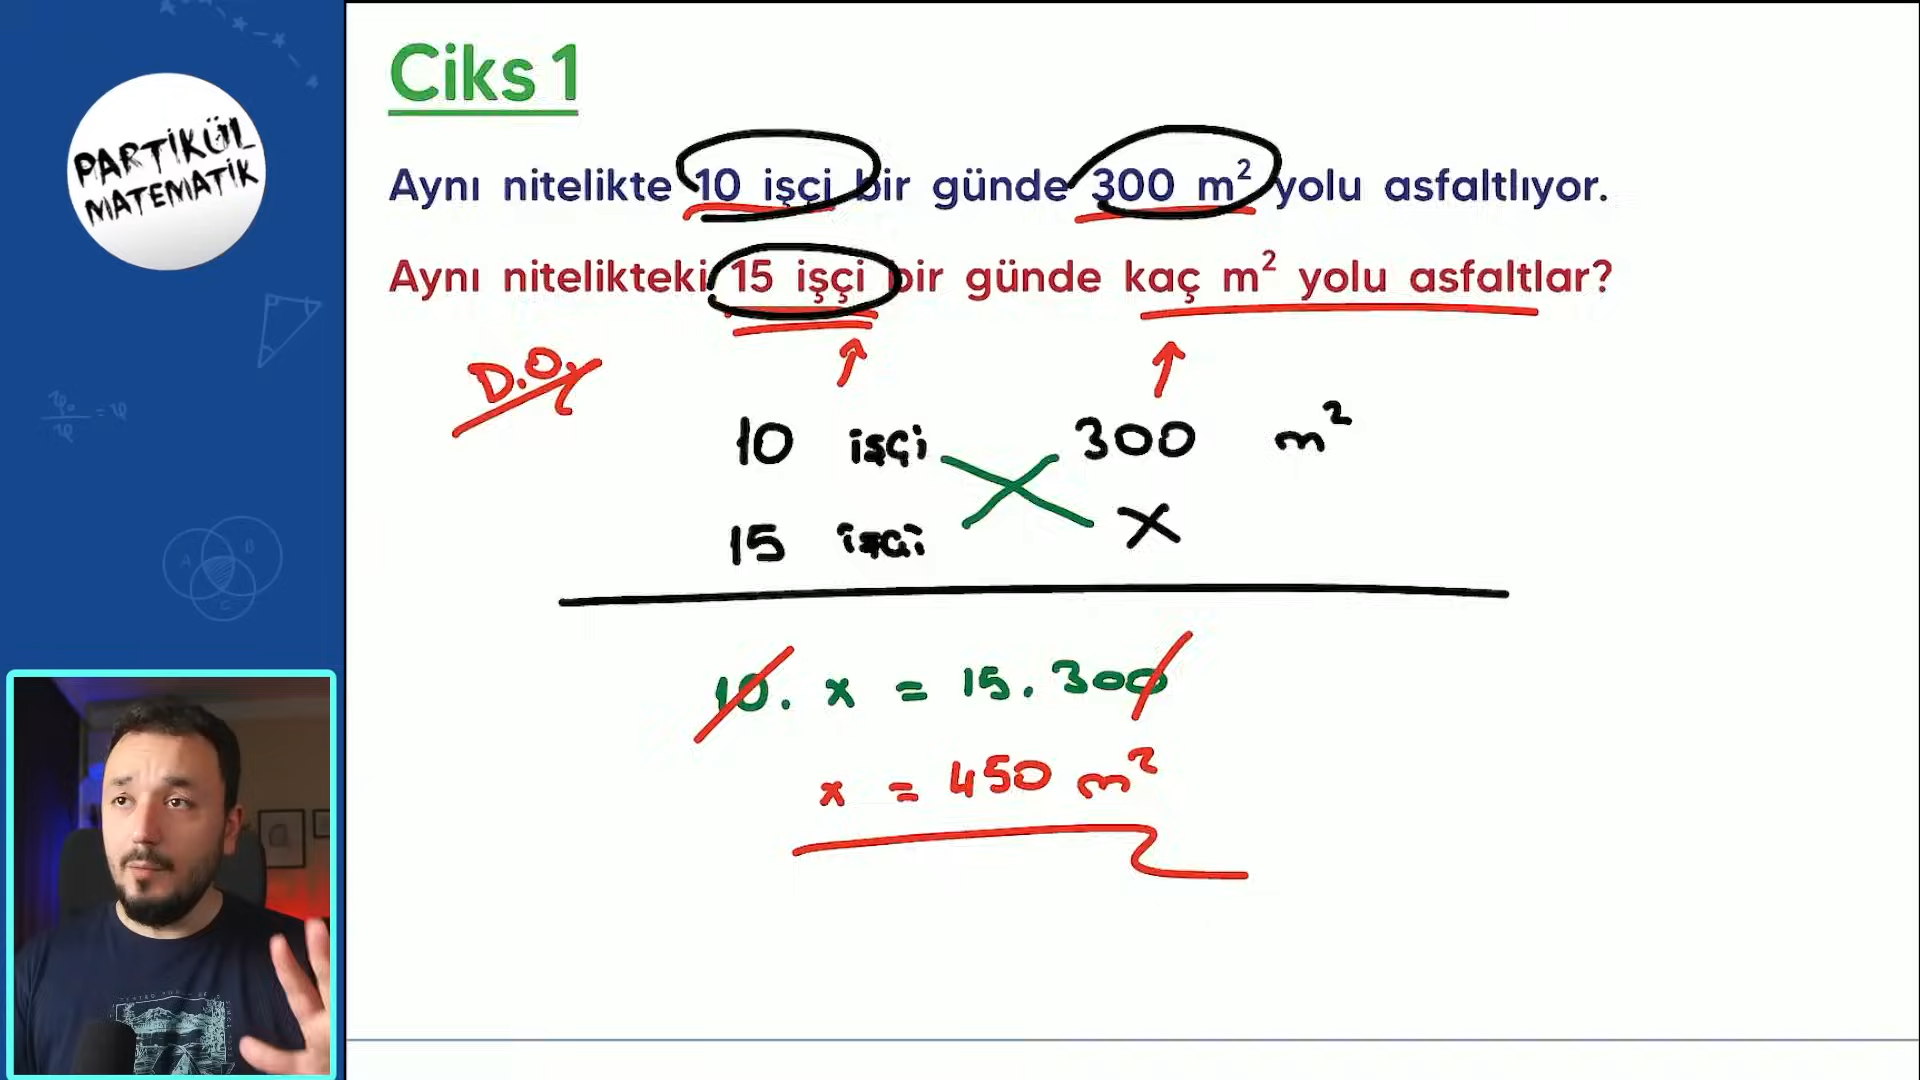 PARTİKÜL
MATEMATİK
Ciks 1
Aynı nitelikte 10 işçi bir günde 300 m² yolu asfaltlıyor.
Aynı nitelikteki 15 işçi bir günde kaç m² yolu asfaltlar?
D.O.
10 işçi 300 m²
15 işçi x
10. x = 15. 300
x = 450 m²